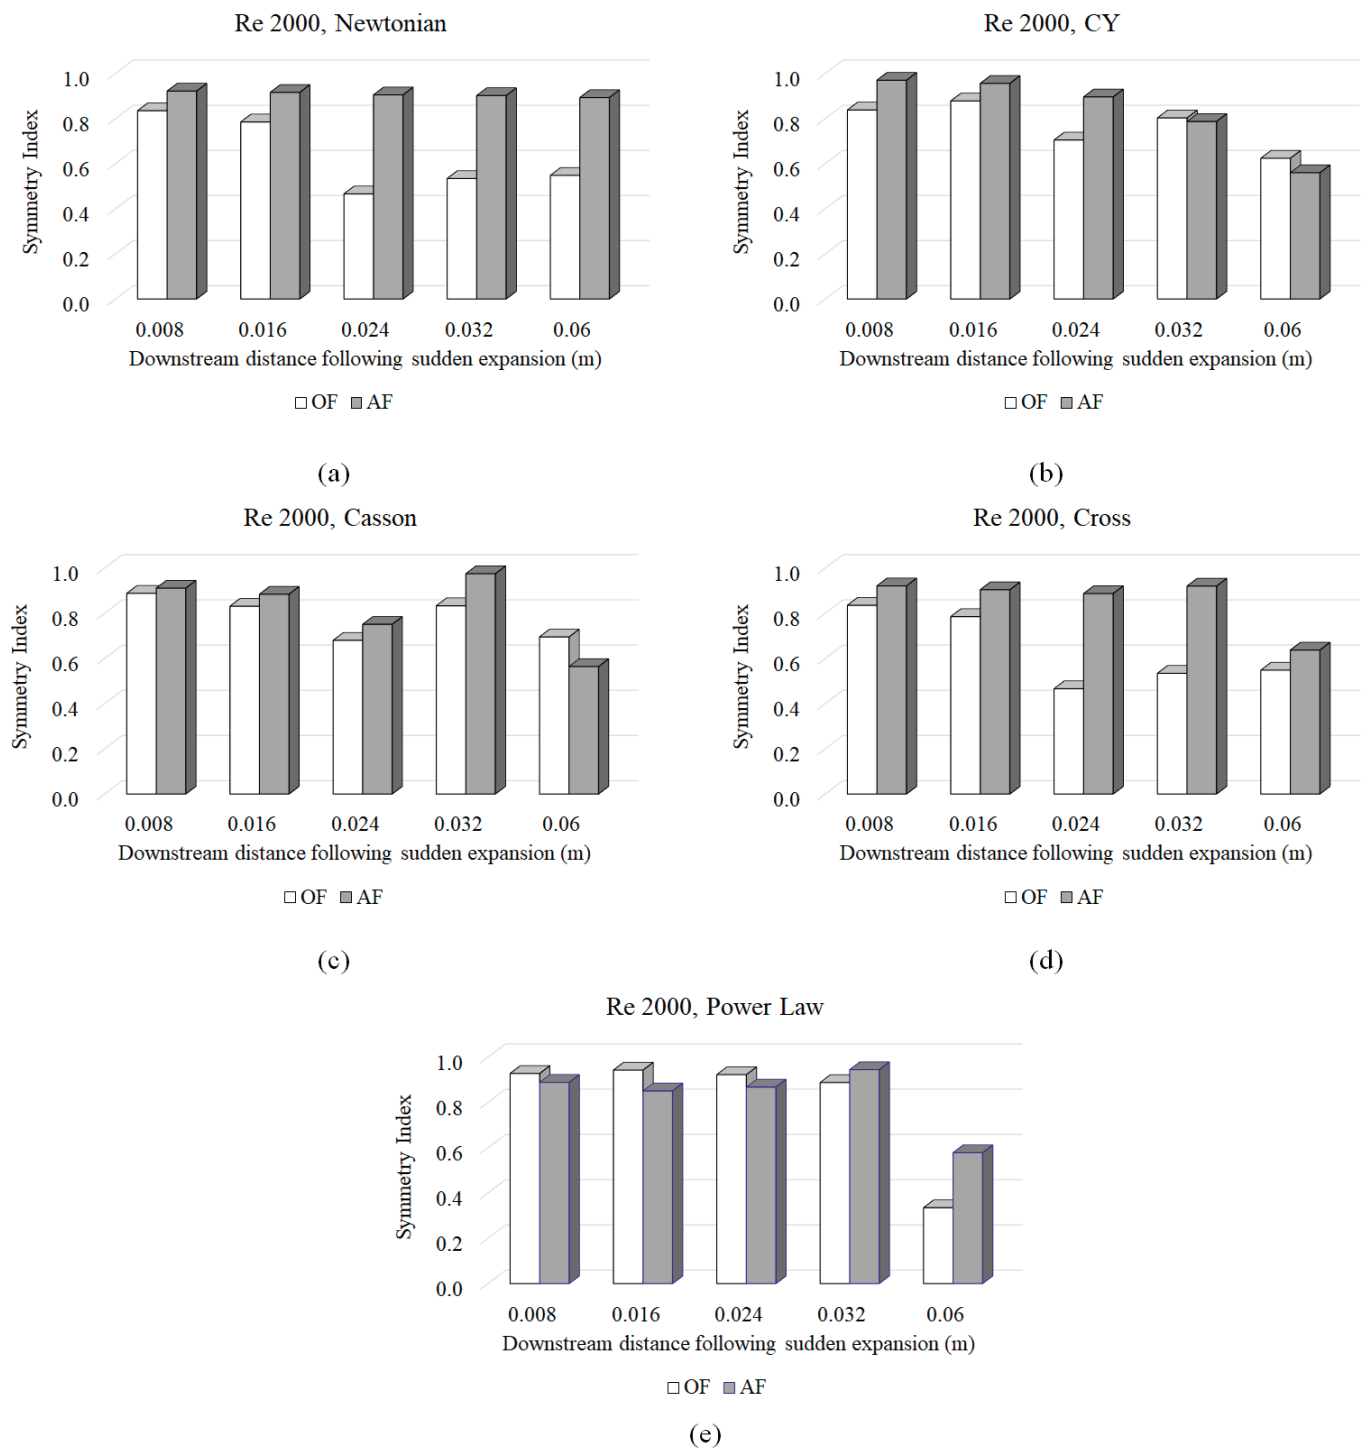 Re 2000, Newtonian
Symmetry Index
1.0
0.8
0.6
0.4
0.2
0.0
0.008 0.016 0.024 0.032 0.06
Downstream distance following sudden expansion (m)
OF AF
(a)
Re 2000, CY
Symmetry Index
1.0
0.8
0.6
0.4
0.2
0.0
0.008 0.016 0.024 0.032 0.06
Downstream distance following sudden expansion (m)
OF AF
(b)
Re 2000, Casson
Symmetry Index
1.0
0.8
0.6
0.4
0.2
0.0
0.008 0.016 0.024 0.032 0.06
Downstream distance following sudden expansion (m)
OF AF
(c)
Re 2000, Cross
Symmetry Index
1.0
0.8
0.6
0.4
0.2
0.0
0.008 0.016 0.024 0.032 0.06
Downstream distance following sudden expansion (m)
OF AF
(d)
Re 2000, Power Law
Symmetry Index
1.0
0.8
0.6
0.4
0.2
0.0
0.008 0.016 0.024 0.032 0.06
Downstream distance following sudden expansion (m)
OF AF
(e)